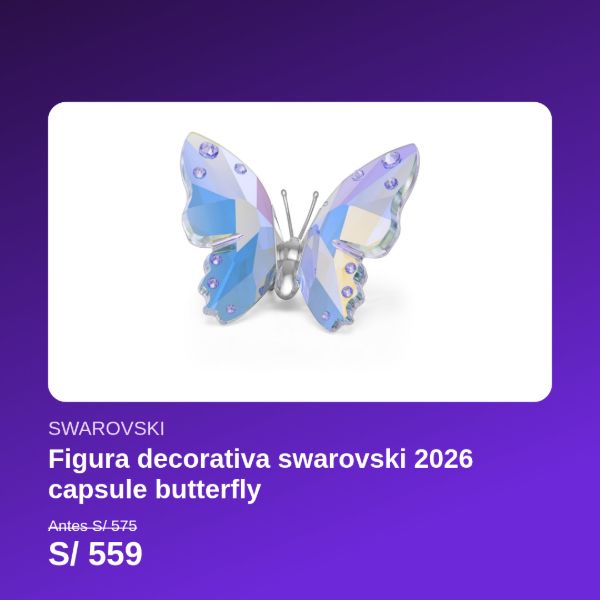 SWAROVSKI
Figura decorativa swarovski 2026
capsule butterfly
Antes S/ 575
S/ 559